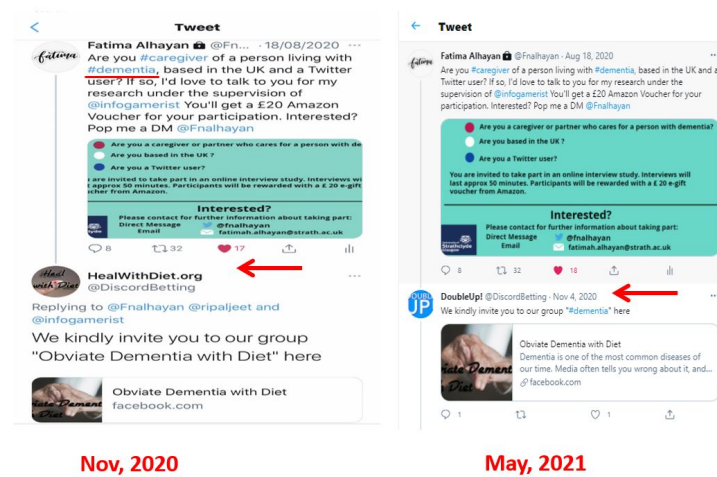 Tweet
fatima
Fatima Alhayan @Fn... · 18/08/2020 ···
Are you #caregiver of a person living with
#dementia, based in the UK and a Twitter
user? If so, I'd love to talk to you for my
research under the supervision of
@infogamerist You'll get a £20 Amazon
Voucher for your participation. Interested?
Pop me a DM @Fnalhayan
Are you a caregiver or partner who cares for a person with de
Are you based in the UK ?
Are you a Twitter user?
are invited to take part in an online interview study. Interviews wi
approx 50 minutes. Participants will be rewarded with a £ 20 e-gift
ucher from Amazon.
Interested?
Please contact for further information about taking part:
Direct Message @fnalhayan
Email fatimah.alhayan@strath.ac.uk
8 32 17
Heal
with Diet
HealWithDiet.org ···
@DiscordBetting
Replying to @Fnalhayan @ripaljeet and
@infogamerist
We kindly invite you to our group
"Obviate Dementia with Diet" here
Obviate Dementia with Diet
facebook.com
Nov, 2020
Tweet
fatima
Fatima Alhayan @Fnalhayan · Aug 18, 2020
Are you #caregiver of a person living with #dementia, based in the UK and a
Twitter user? If so, I'd love to talk to you for my research under the
supervision of @infogamerist You'll get a £20 Amazon Voucher for your
participation. Interested? Pop me a DM @Fnalhayan
Are you a caregiver or partner who cares for a person with dementia?
Are you based in the UK ?
Are you a Twitter user?
You are invited to take part in an online interview study. Interviews will
last approx 50 minutes. Participants will be rewarded with a £ 20 e-gift
voucher from Amazon.
Interested?
Please contact for further information about taking part:
Direct Message @fnalhayan
Email fatimah.alhayan@strath.ac.uk
Strathclyde
8 32 18
DOUBL
UP
DoubleUp! @DiscordBetting · Nov 4, 2020
We kindly invite you to our group "#dementia" here
Obviate Dementia with Diet
Dementia is one of the most common diseases of
our time. Media often tells you wrong about it, and...
facebook.com
1 1
May, 2021